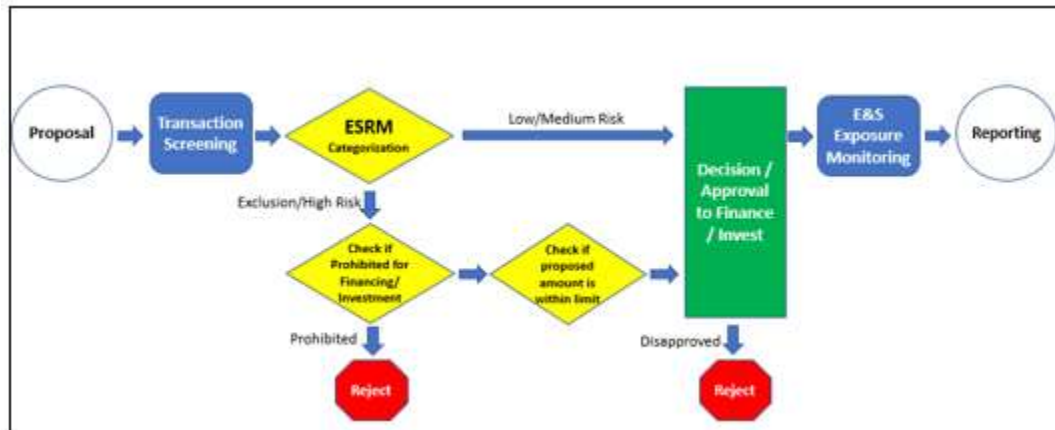 Proposal
Transaction
Screening
ESRM
Categorization
Low/Medium Risk
Decision /
Approval
to Finance
/ Invest
E&S
Exposure
Monitoring
Reporting
Exclusion/High Risk
Check if
Prohibited for
Financing/
Investment
Check if
proposed
amount is
within limit
Prohibited
Reject
Disapproved
Reject